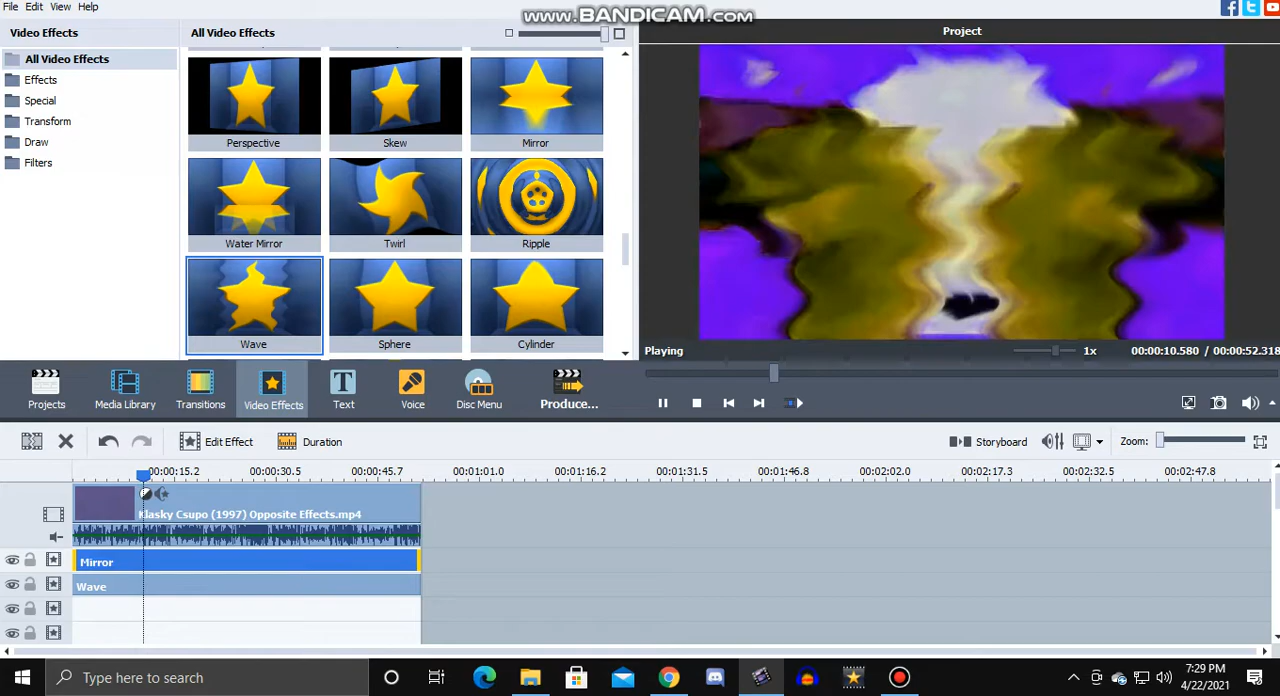 File Edit View Help
www.BANDICAM.com
Video Effects
All Video Effects
Project
All Video Effects
Effects
Special
Transform
Draw
Filters
Perspective Skew Mirror
Water Mirror Twirl Ripple
Wave Sphere Cylinder
Playing 1x 00:00:10.580 / 00:00:52.318
Projects Media Library Transitions Video Effects Text Voice Disc Menu Produce...
Edit Effect Duration Storyboard Zoom:
00:00:15.2 00:00:30.5 00:00:45.7 00:01:01.0 00:01:16.2 00:01:31.5 00:01:46.8 00:02:02.0 00:02:17.3 00:02:32.5 00:02:47.8
Klasky Csupo (1997) Opposite Effects.mp4
Mirror
Wave
Type here to search
7:29 PM
4/22/2021